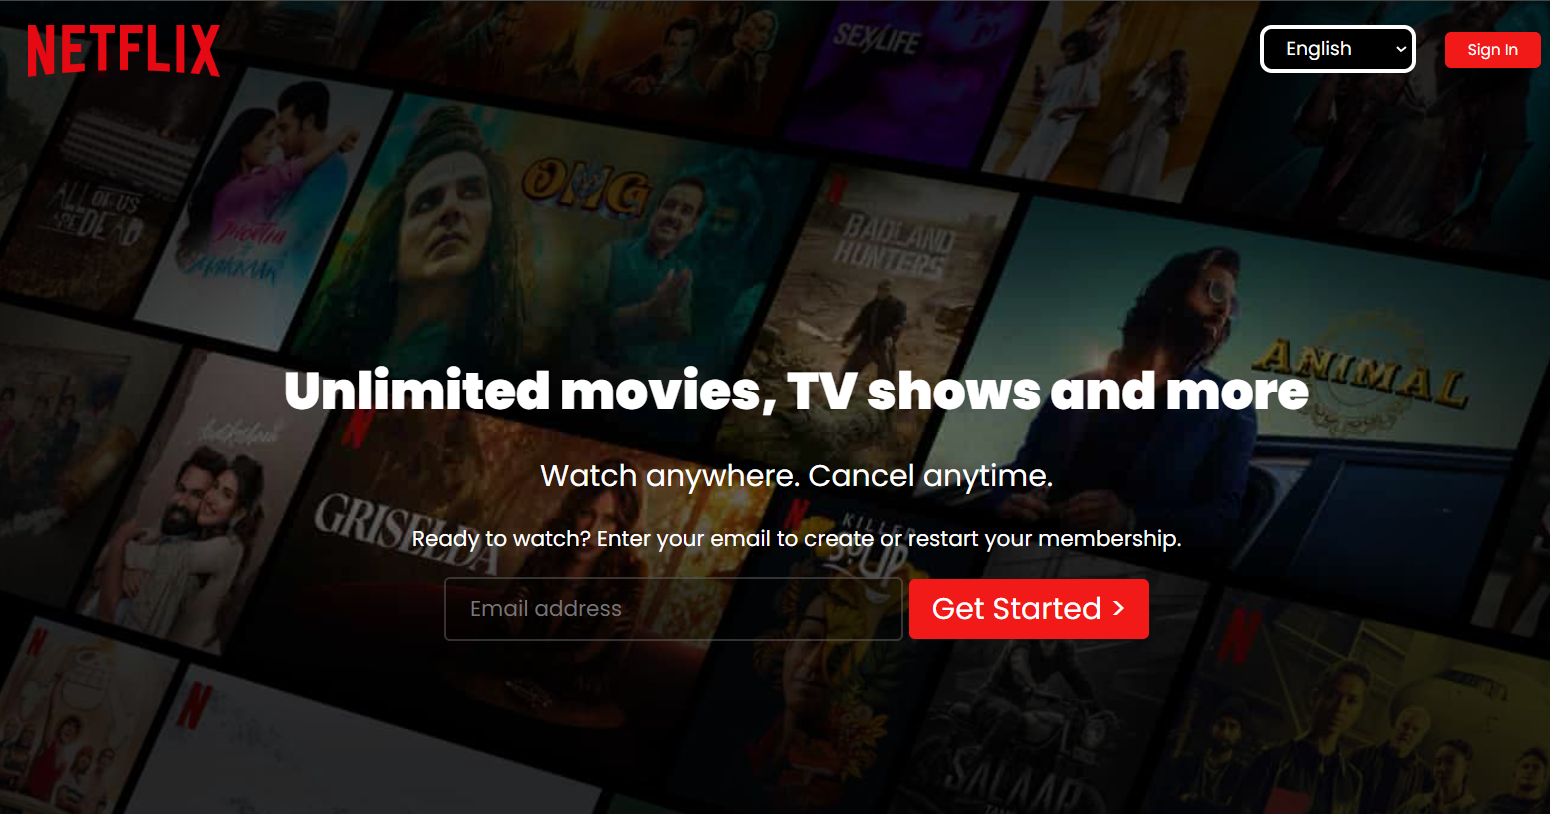 NETFLIX
English
Sign In
SEX/LIFE
ALL OF US
ARE DEAD
OMG
BADLAND
HUNTERS
ANIMAL
Unlimited movies, TV shows and more
Watch anywhere. Cancel anytime.
GRISELDA
KILLER
SOUP
Ready to watch? Enter your email to create or restart your membership.
Email address
Get Started >
SALAAR